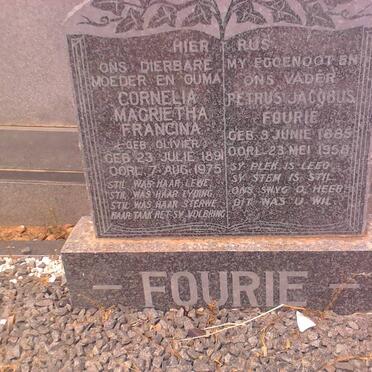 HIER RUS
ONS DIERBARE
MOEDER EN OUMA
CORNELIA
MAGRIETHA
FRANCINA
(GEB. OLIVIER)
GEB. 23 JULIE 1891
OORL. 7 AUG. 1975
STIL WAS HAAR LEWE,
STIL WAS HAAR LYDING,
STIL WAS HAAR STERWE,
HAAR TAAK HET SY VOLBRING
MY EGGENOOT EN
ONS VADER
PETRUS JACOBUS
FOURIE
GEB. 9 JUNIE 1885
OORL. 23 MEI 1958
SY PLEK IS LEEG,
SY STEM IS STIL,
ONS SWYG O HEER,
DIT WAS U WIL
— FOURIE —